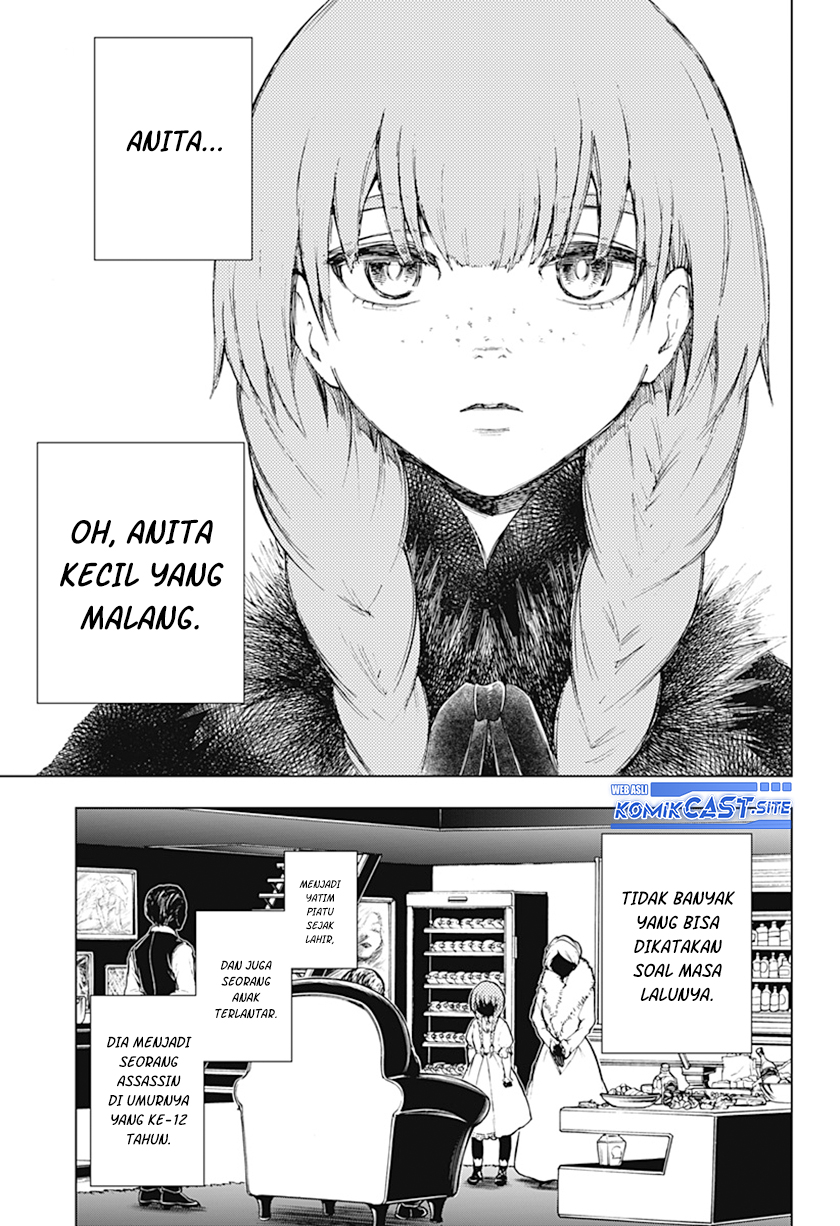 ANITA...
OH, ANITA
KECIL YANG
MALANG.
WEB ASLI
KOMIKCAST.SITE
TIDAK BANYAK
YANG BISA
DIKATAKAN
SOAL MASA
LALUNYA.
MENJADI
YATIM
PIATU
SEJAK
LAHIR,
DAN JUGA
SEORANG
ANAK
TERLANTAR.
DIA MENJADI
SEORANG
ASSASSIN
DI UMURNYA
YANG KE-12
TAHUN.